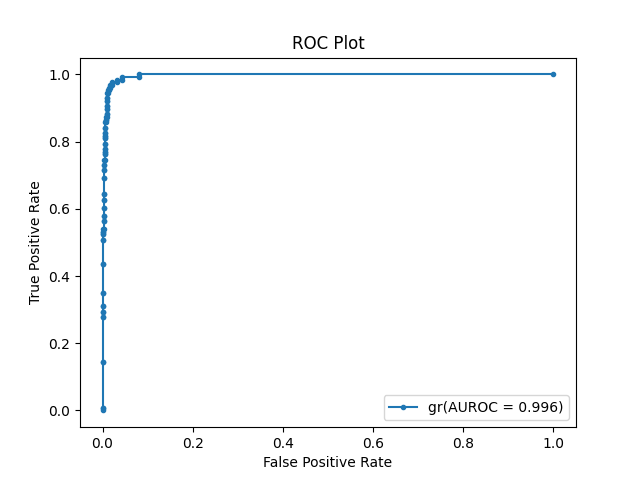 ROC Plot
True Positive Rate
1.0
0.8
0.6
0.4
0.2
0.0
gr(AUROC = 0.996)
0.0 0.2 0.4 0.6 0.8 1.0
False Positive Rate